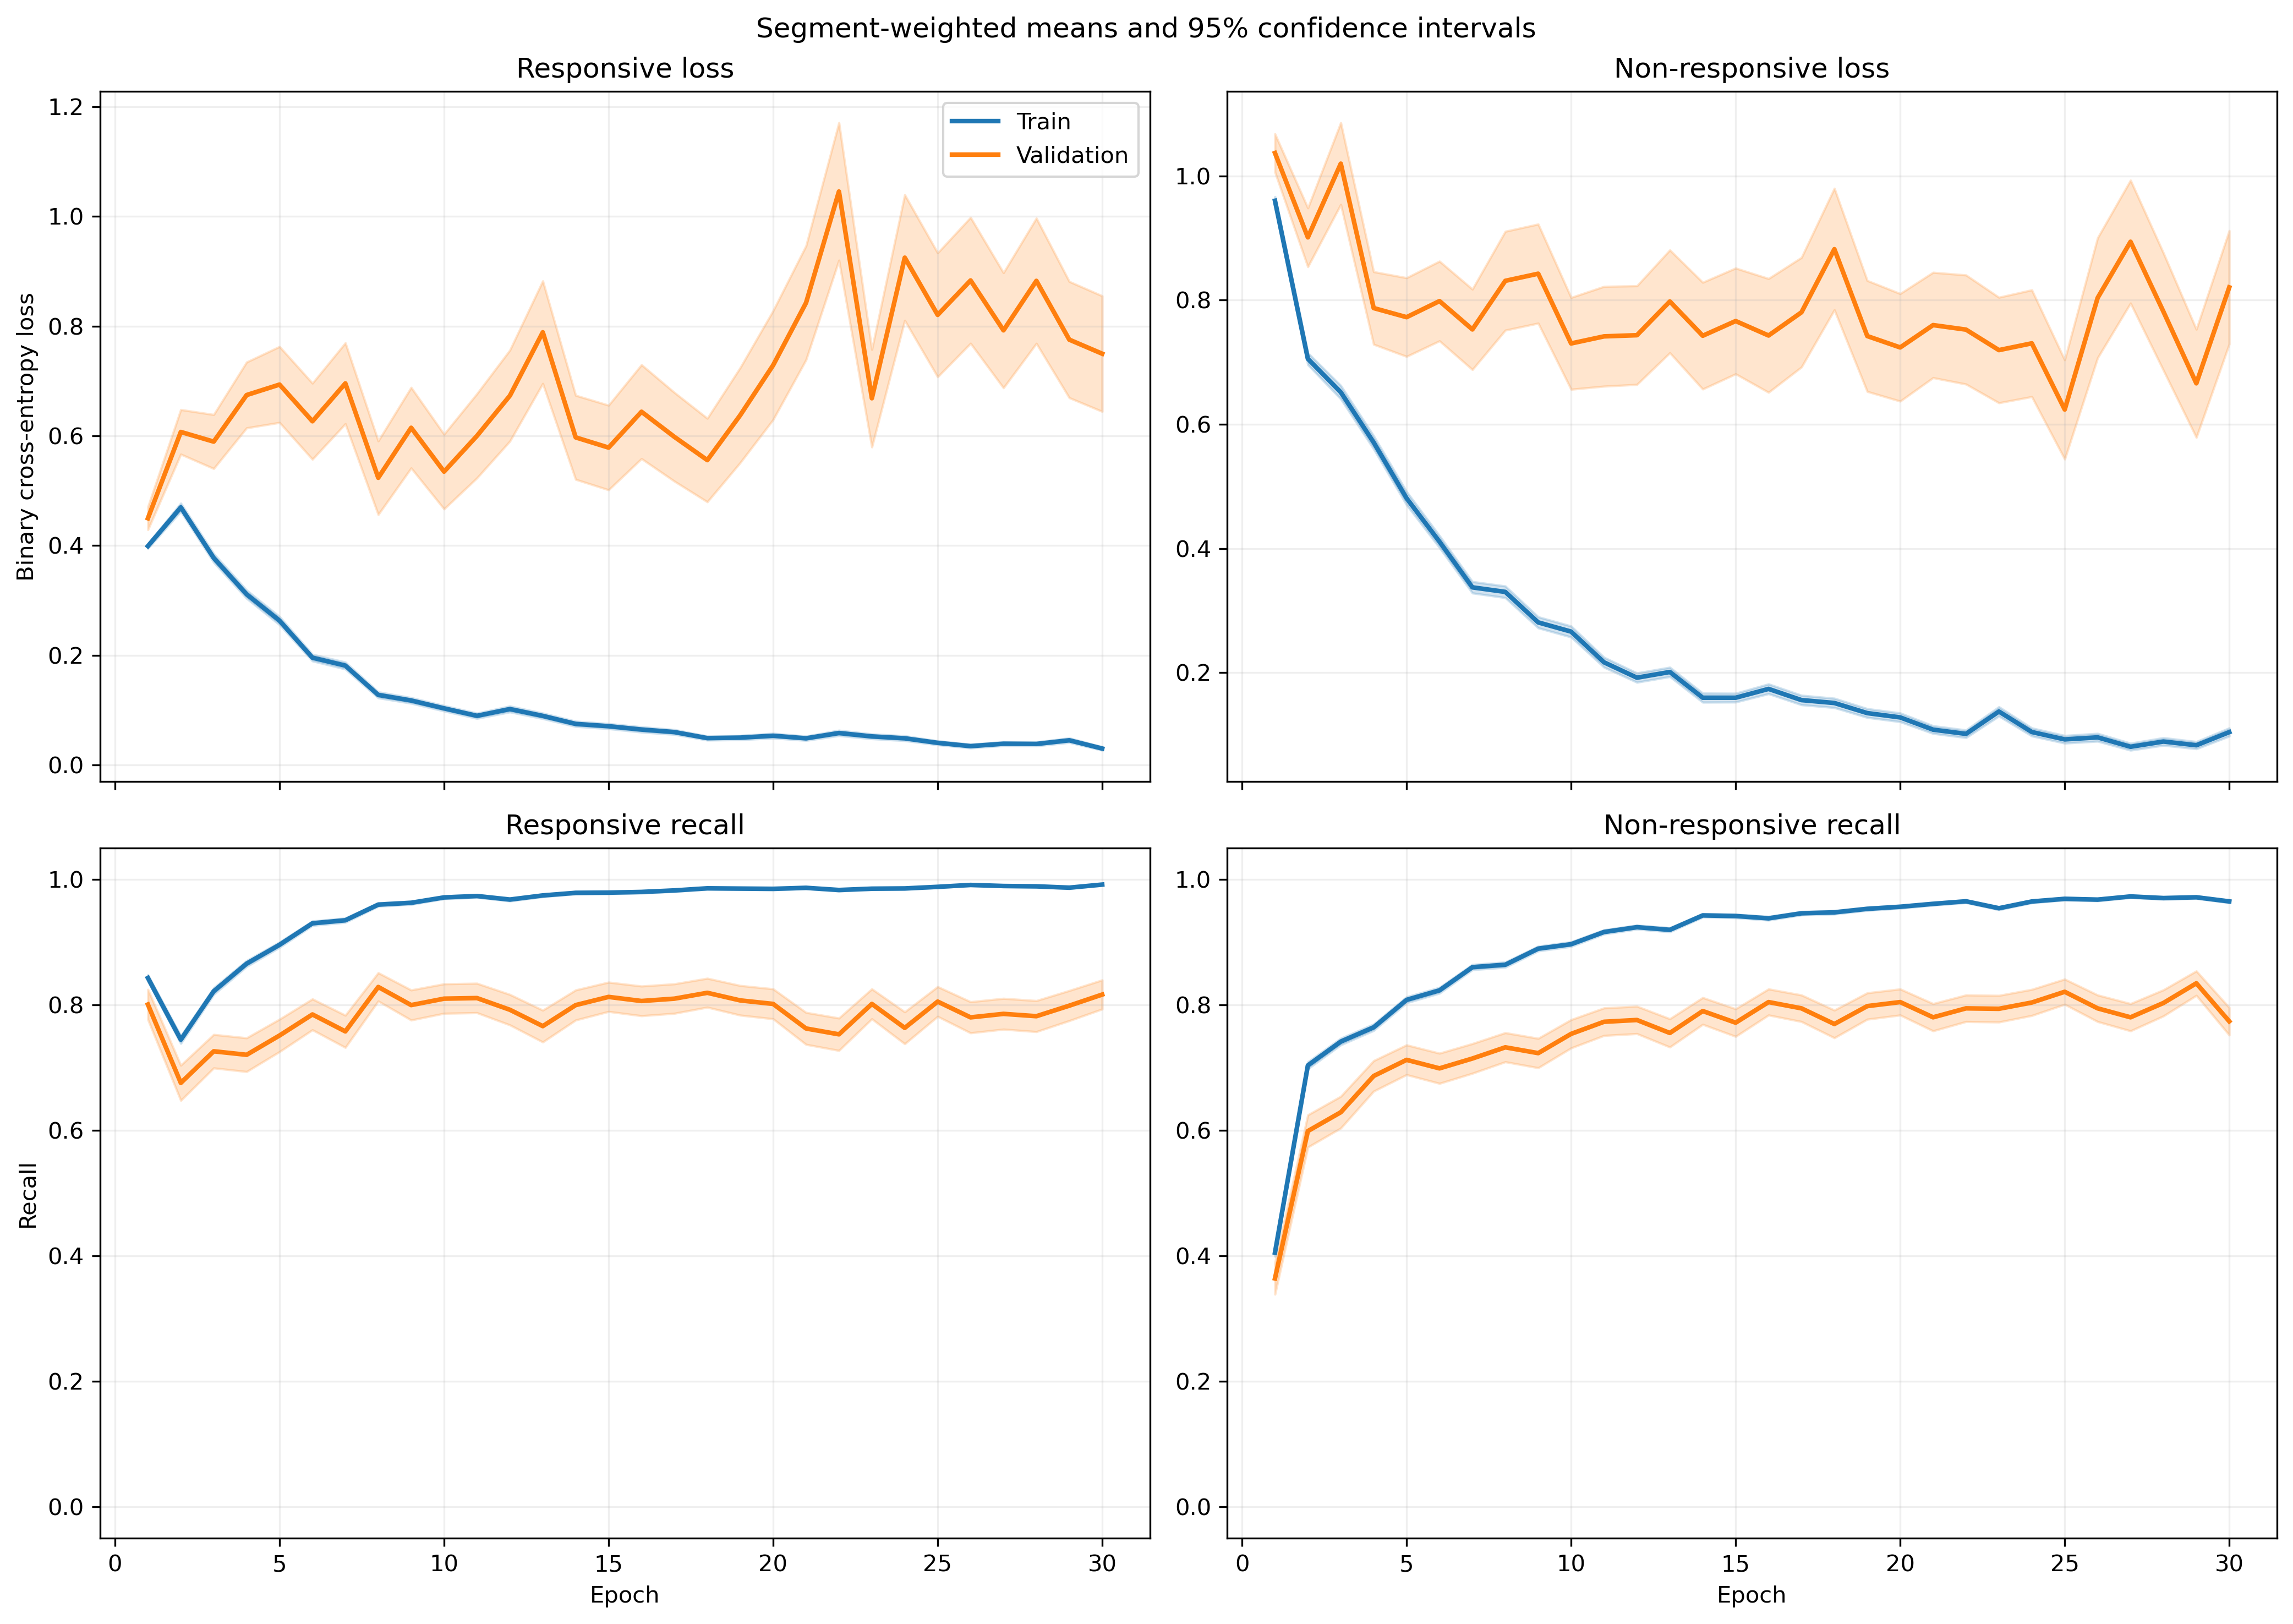 Segment-weighted means and 95% confidence intervals
Responsive loss
Non-responsive loss
Train
Validation
Binary cross-entropy loss
1.2
1.0
0.8
0.6
0.4
0.2
0.0
1.0
0.8
0.6
0.4
0.2
Responsive recall
Non-responsive recall
Recall
1.0
0.8
0.6
0.4
0.2
0.0
1.0
0.8
0.6
0.4
0.2
0.0
0 5 10 15 20 25 30
0 5 10 15 20 25 30
Epoch
Epoch